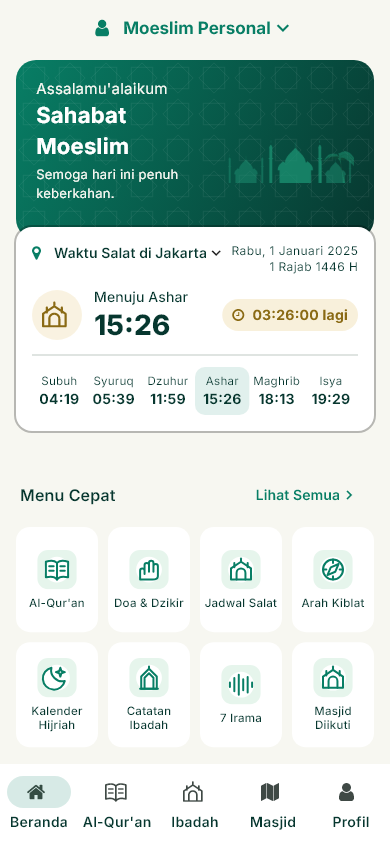 Moeslim Personal
Assalamu'alaikum
Sahabat
Moeslim
Semoga hari ini penuh
keberkahan.
Waktu Salat di Jakarta
Rabu, 1 Januari 2025
1 Rajab 1446 H
Menuju Ashar
15:26
03:26:00 lagi
Subuh Syuruq Dzuhur Ashar Maghrib Isya
04:19 05:39 11:59 15:26 18:13 19:29
Menu Cepat
Lihat Semua
Al-Qur'an Doa & Dzikir Jadwal Salat Arah Kiblat
Kalender
Hijriah
Catatan
Ibadah
7 Irama
Masjid
Diikuti
Beranda Al-Qur'an Ibadah Masjid Profil